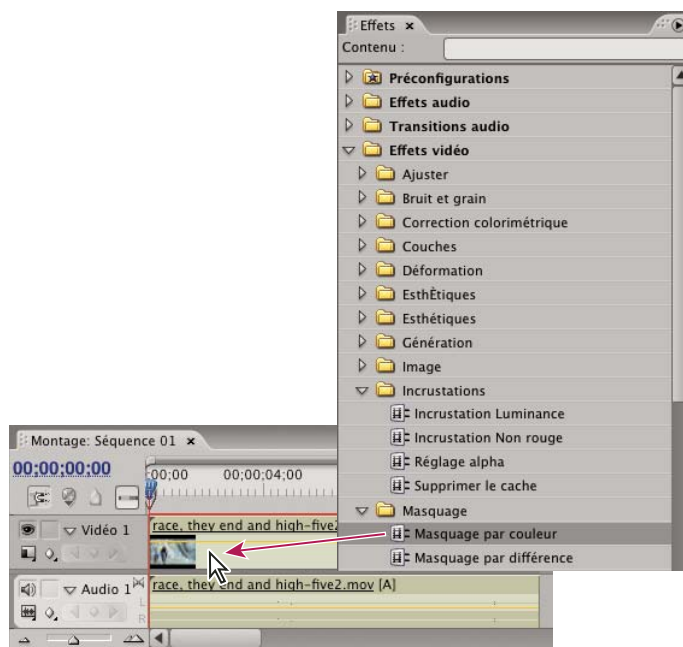 Effets
Contenu :
Préconfigurations
Effets audio
Transitions audio
Effets vidéo
Ajuster
Bruit et grain
Correction colorimétrique
Couches
Déformation
EsthÈtiques
Esthétiques
Génération
Image
Incrustations
Incrustation Luminance
Incrustation Non rouge
Réglage alpha
Supprimer le cache
Masquage
Masquage par couleur
Masquage par différence
Montage: Séquence 01
00;00;00;00
;00;00 00;00;04;00
Vidéo 1 race, they end and high-five2
Audio 1 race, they end and high-five2.mov [A]
L
R